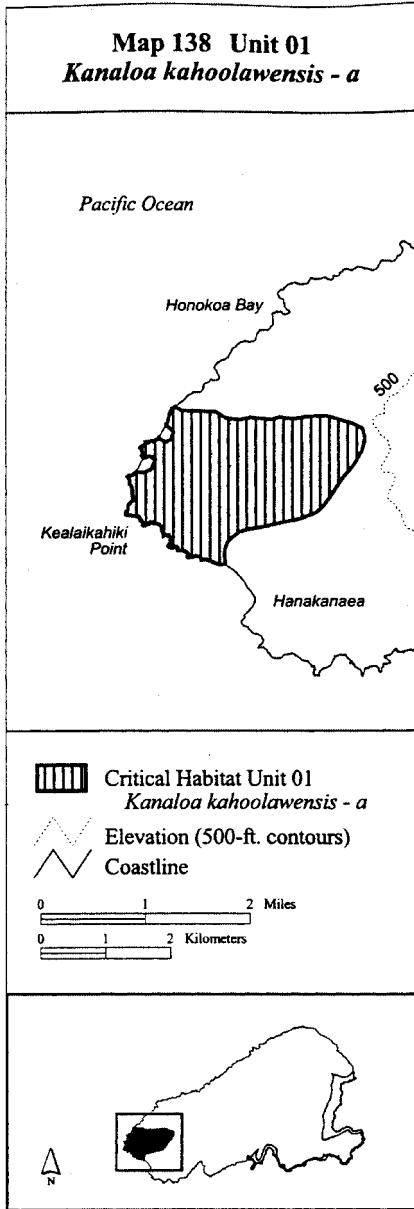 Map 138 Unit 01
Kanaloa kahoolawensis - a
Pacific Ocean
Honokoa Bay
500
Kealaikahiki
Point
Hanakanaea
Critical Habitat Unit 01
Kanaloa kahoolawensis - a
Elevation (500-ft. contours)
Coastline
0 1 2 Miles
0 1 2 Kilometers
N